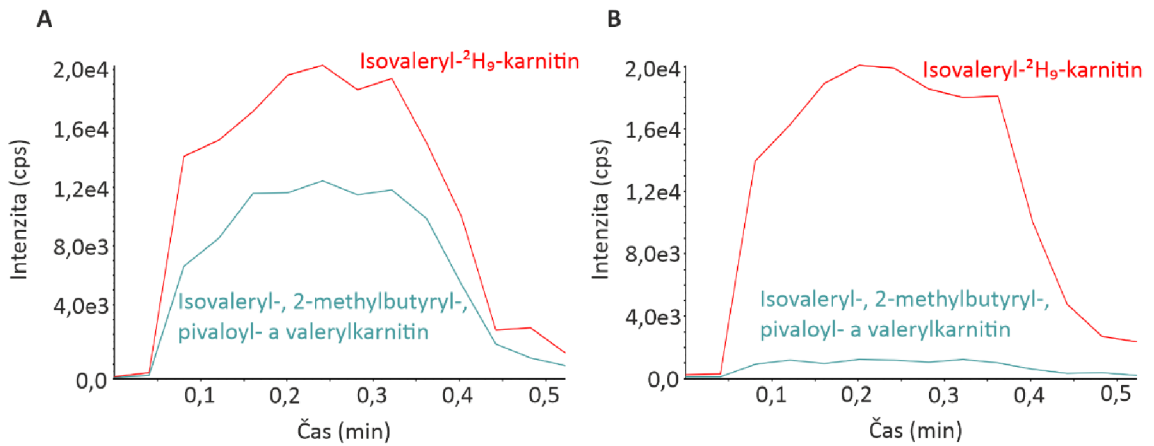 A
Isovaleryl-²H₉-karnitin
2,0e4
1,6e4
1,2e4
8,0e3
4,0e3
0,0
Intenzita (cps)
Isovaleryl-, 2-methylbutyryl-,
pivaloyl- a valerylkarnitin
0,1 0,2 0,3 0,4 0,5
Čas (min)
B
Isovaleryl-²H₉-karnitin
2,0e4
1,6e4
1,2e4
8,0e3
4,0e3
0,0
Intenzita (cps)
Isovaleryl-, 2-methylbutyryl-,
pivaloyl- a valerylkarnitin
0,1 0,2 0,3 0,4 0,5
Čas (min)